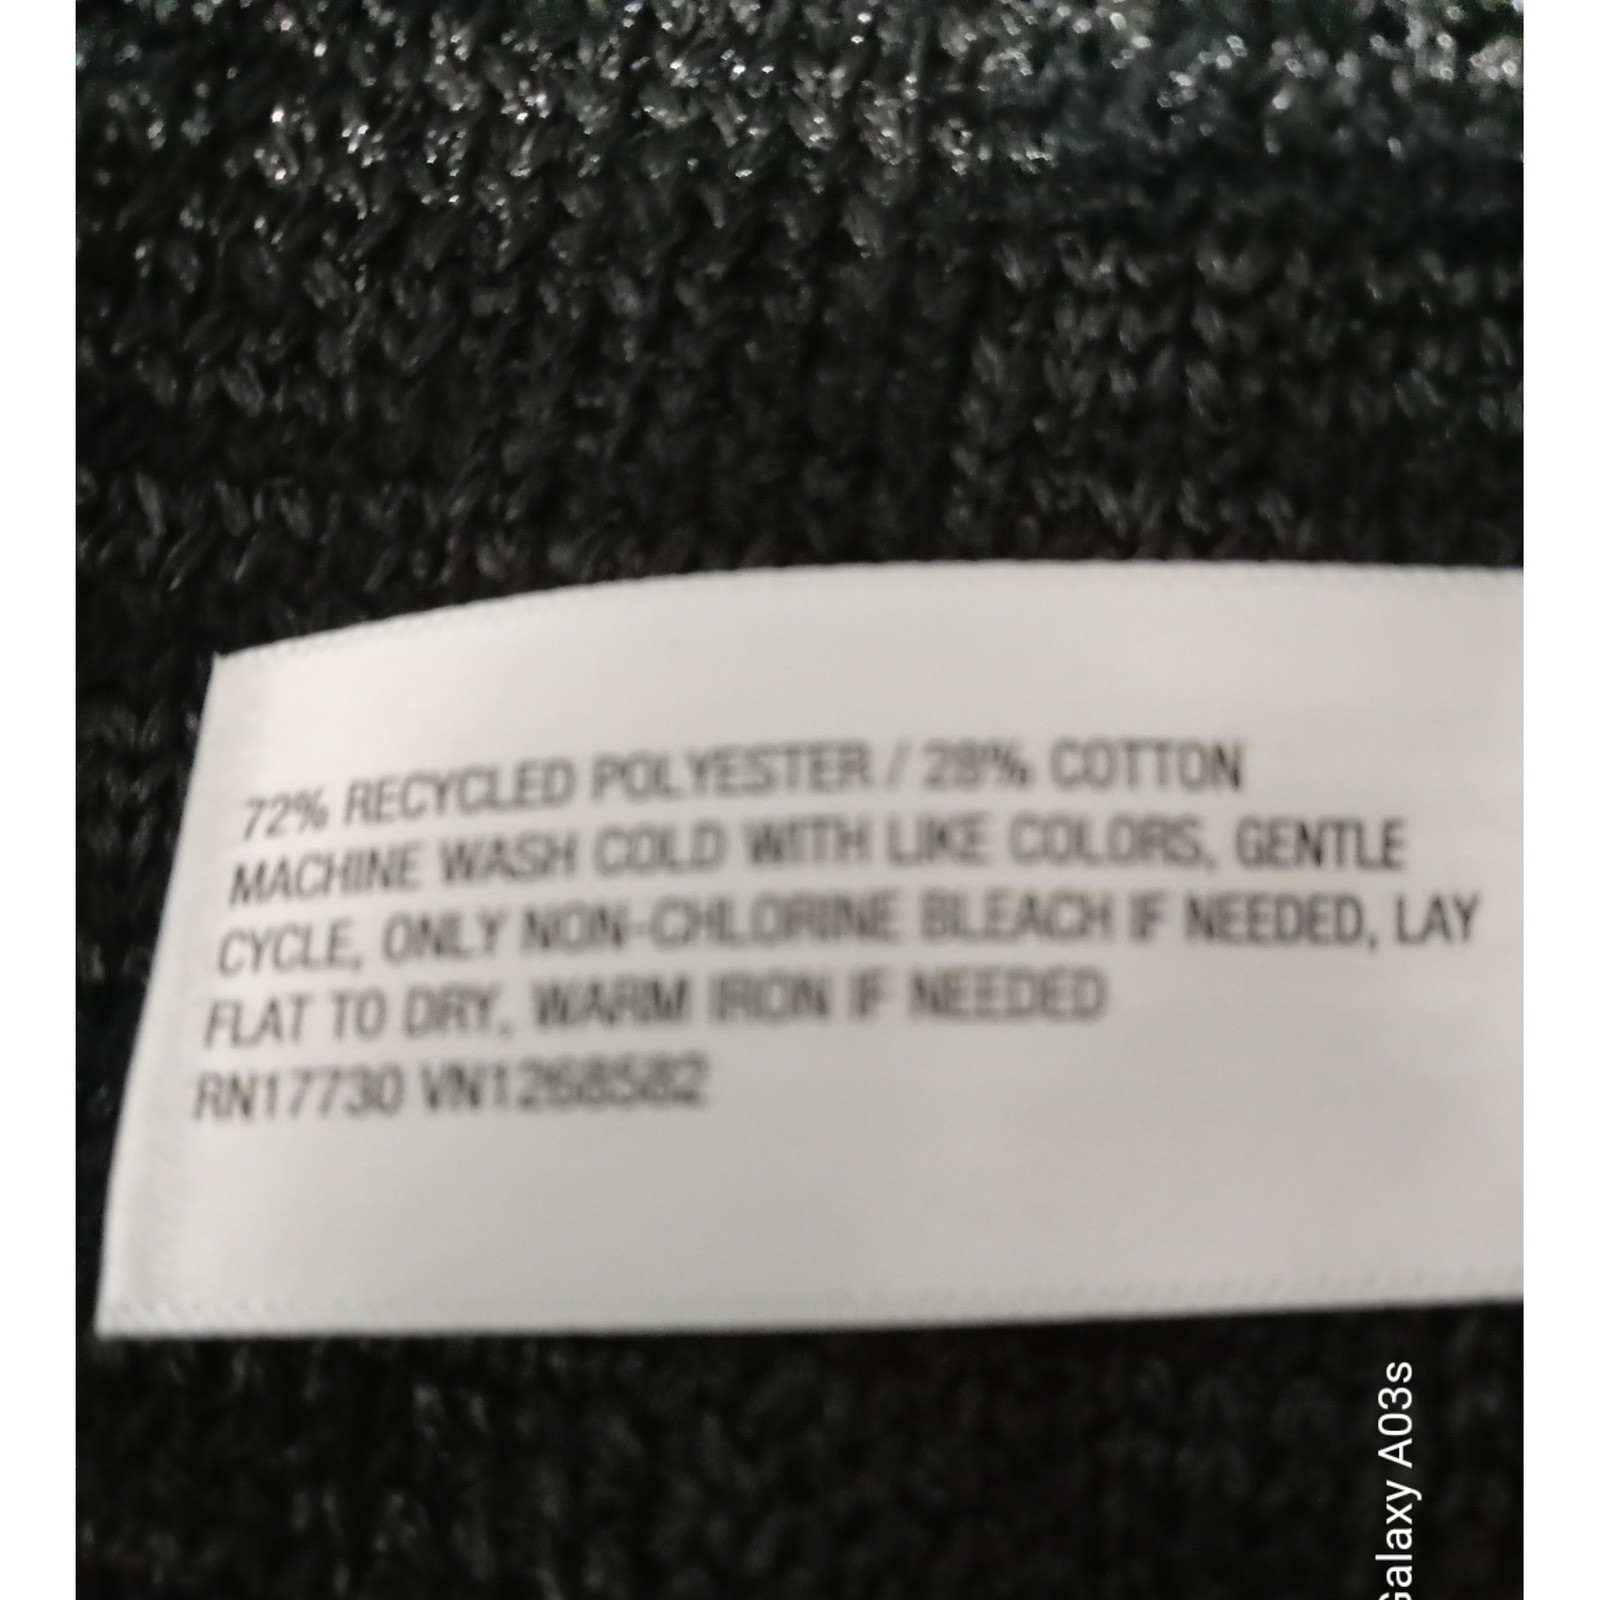 72% RECYCLED POLYESTER / 28% COTTON
MACHINE WASH COLD WITH LIKE COLORS, GENTLE
CYCLE, ONLY NON-CHLORINE BLEACH IF NEEDED, LAY
FLAT TO DRY, WARM IRON IF NEEDED
RN17730 VN1268582
Galaxy A03s